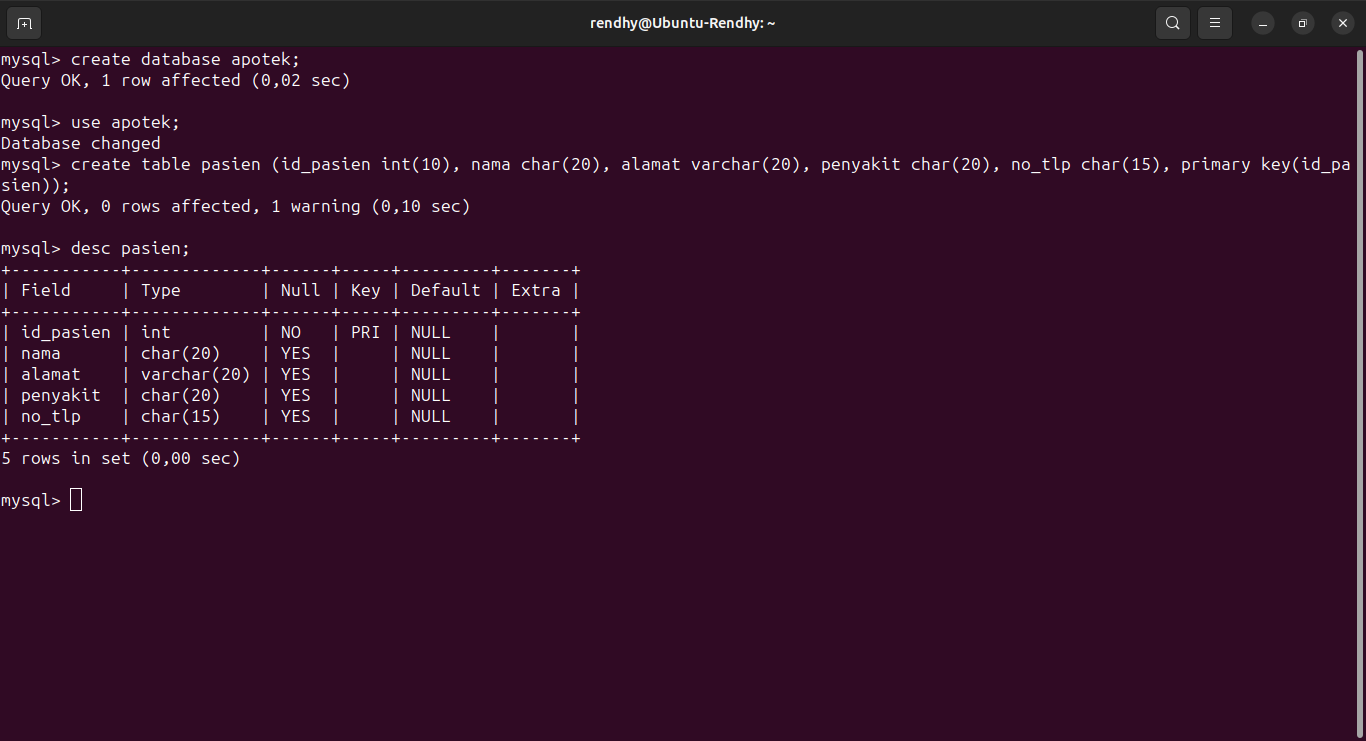 rendhy@Ubuntu-Rendhy: ~
mysql> create database apotek;
Query OK, 1 row affected (0,02 sec)
mysql> use apotek;
Database changed
mysql> create table pasien (id_pasien int(10), nama char(20), alamat varchar(20), penyakit char(20), no_tlp char(15), primary key(id_pa
sien));
Query OK, 0 rows affected, 1 warning (0,10 sec)
mysql> desc pasien;
+-----------+-------------+------+-----+---------+-------+
| Field     | Type        | Null | Key | Default | Extra |
+-----------+-------------+------+-----+---------+-------+
| id_pasien | int         | NO   | PRI | NULL    |       |
| nama      | char(20)    | YES  |     | NULL    |       |
| alamat    | varchar(20) | YES  |     | NULL    |       |
| penyakit  | char(20)    | YES  |     | NULL    |       |
| no_tlp    | char(15)    | YES  |     | NULL    |       |
+-----------+-------------+------+-----+---------+-------+
5 rows in set (0,00 sec)
mysql>